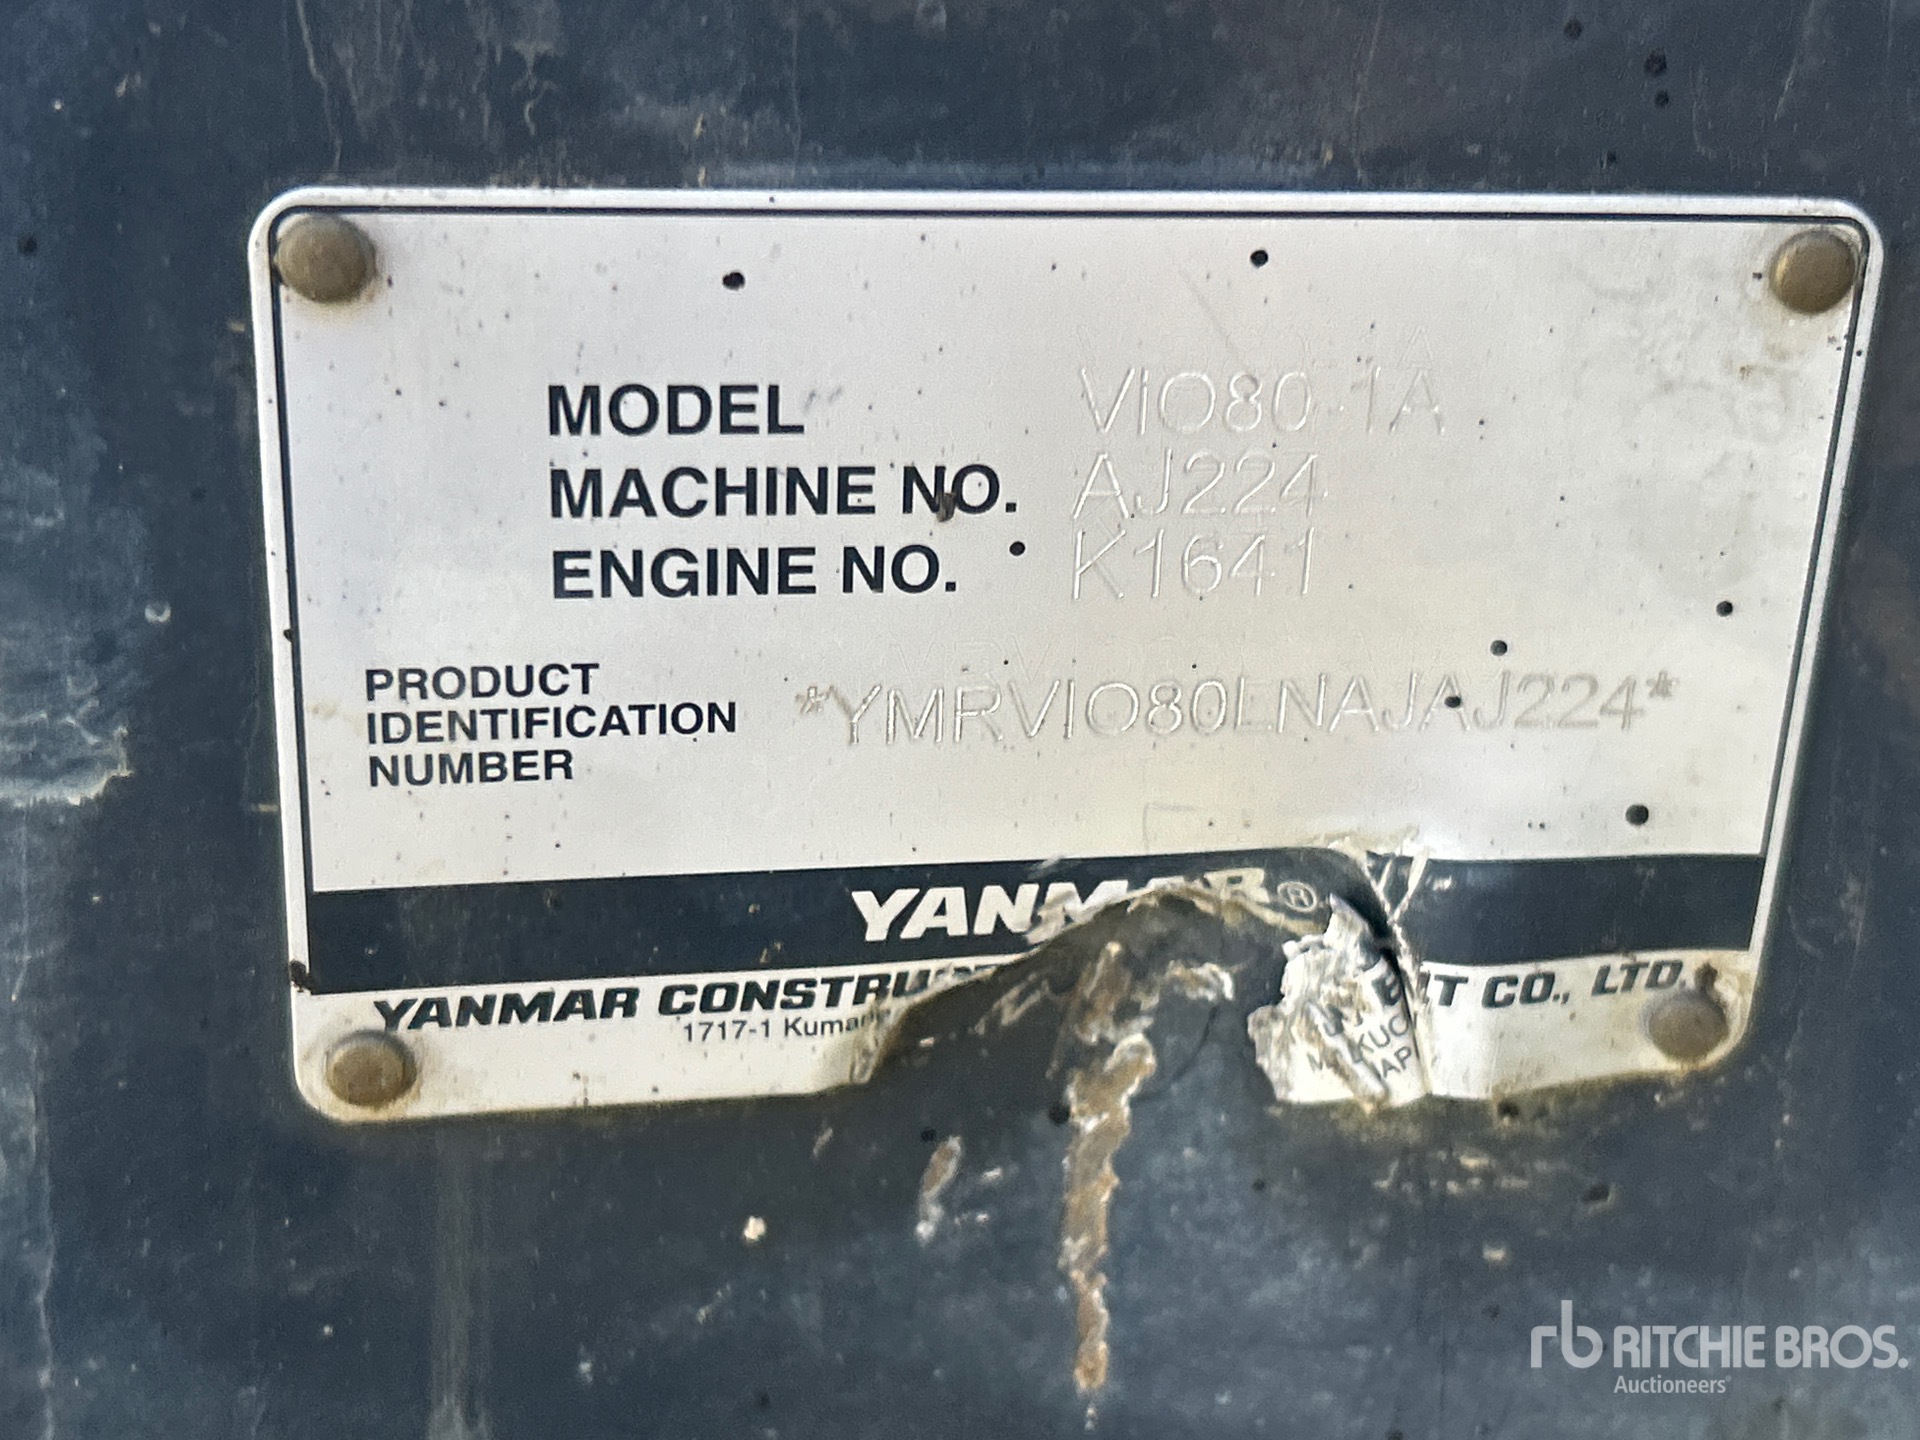 MODEL VIO80-1A
MACHINE NO. AJ224
ENGINE NO. K1641
PRODUCT
IDENTIFICATION
NUMBER
*YMRVIO80LNAJAJ224*
YANMAR®
YANMAR CONSTRU T CO., LTD.
1717-1 Kuma
RITCHIE BROS.
Auctioneers